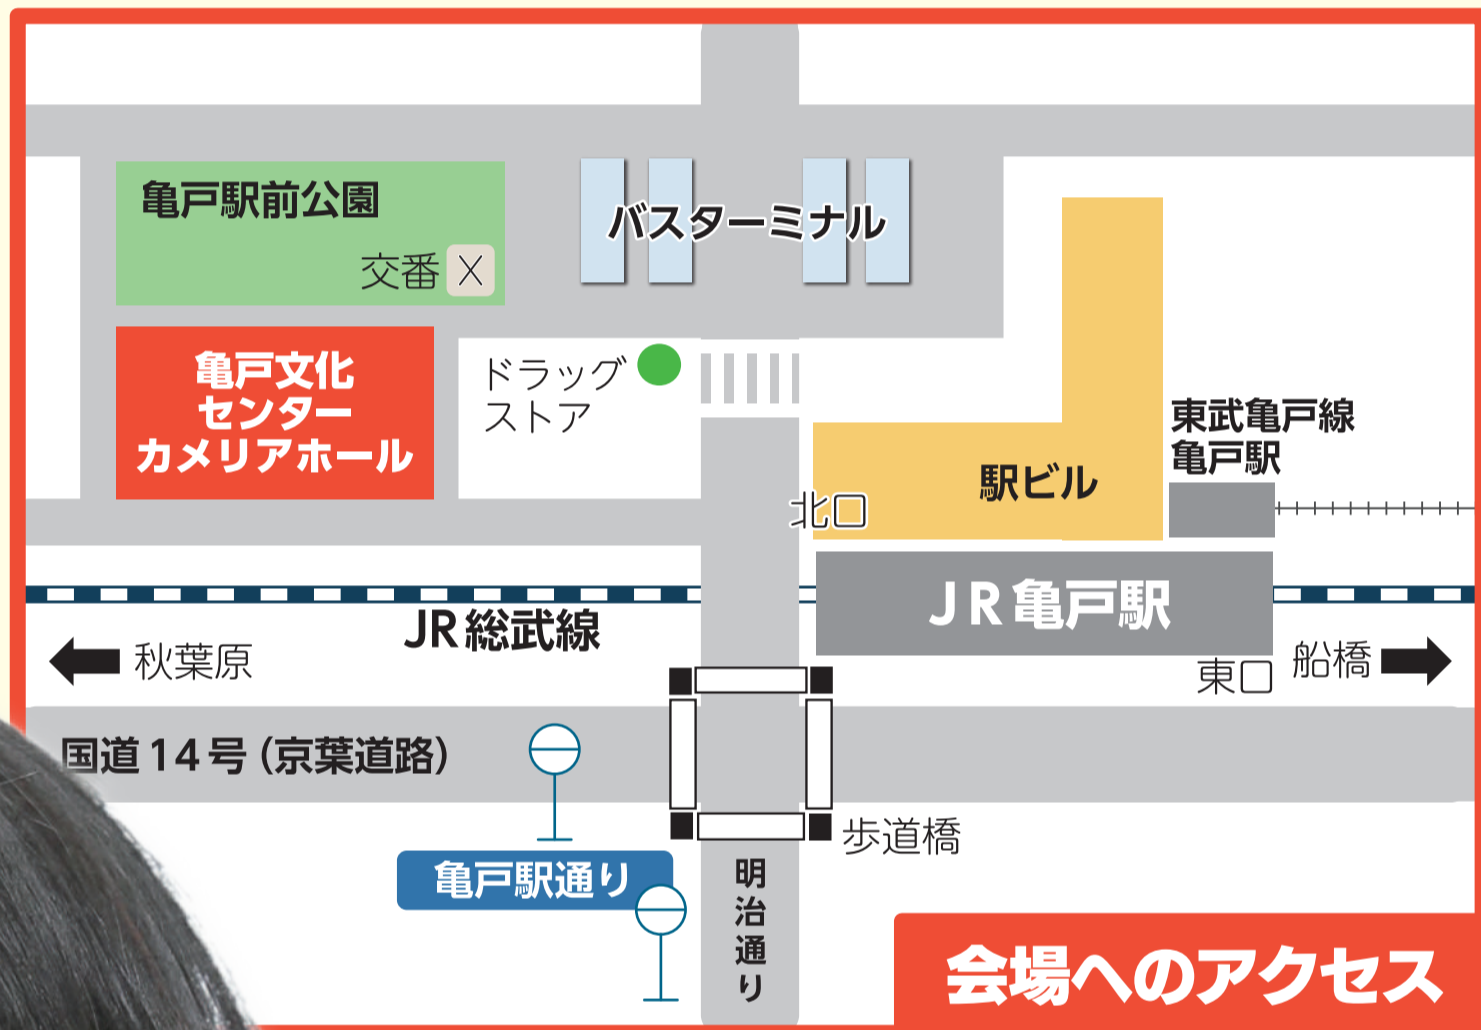 亀戸駅前公園
交番 X
バスターミナル
亀戸文化
センター
カメリアホール
ドラッグ
ストア
東武亀戸線
亀戸駅
駅ビル
北口
JR亀戸駅
JR総武線
秋葉原
東口
船橋
国道14号(京葉道路)
歩道橋
亀戸駅通り
明治通り
会場へのアクセス